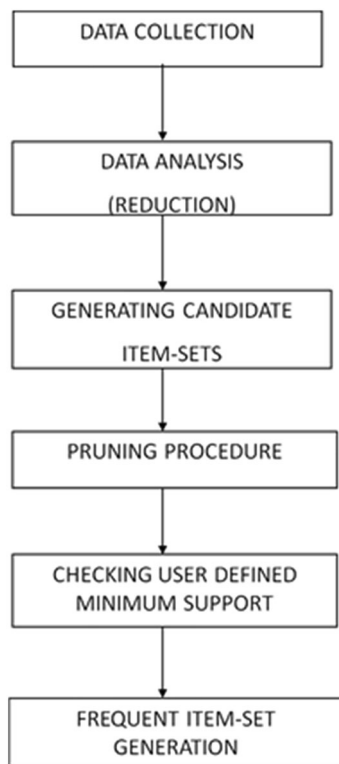 DATA COLLECTION
DATA ANALYSIS
(REDUCTION)
GENERATING CANDIDATE
ITEM-SETS
PRUNING PROCEDURE
CHECKING USER DEFINED
MINIMUM SUPPORT
FREQUENT ITEM-SET
GENERATION